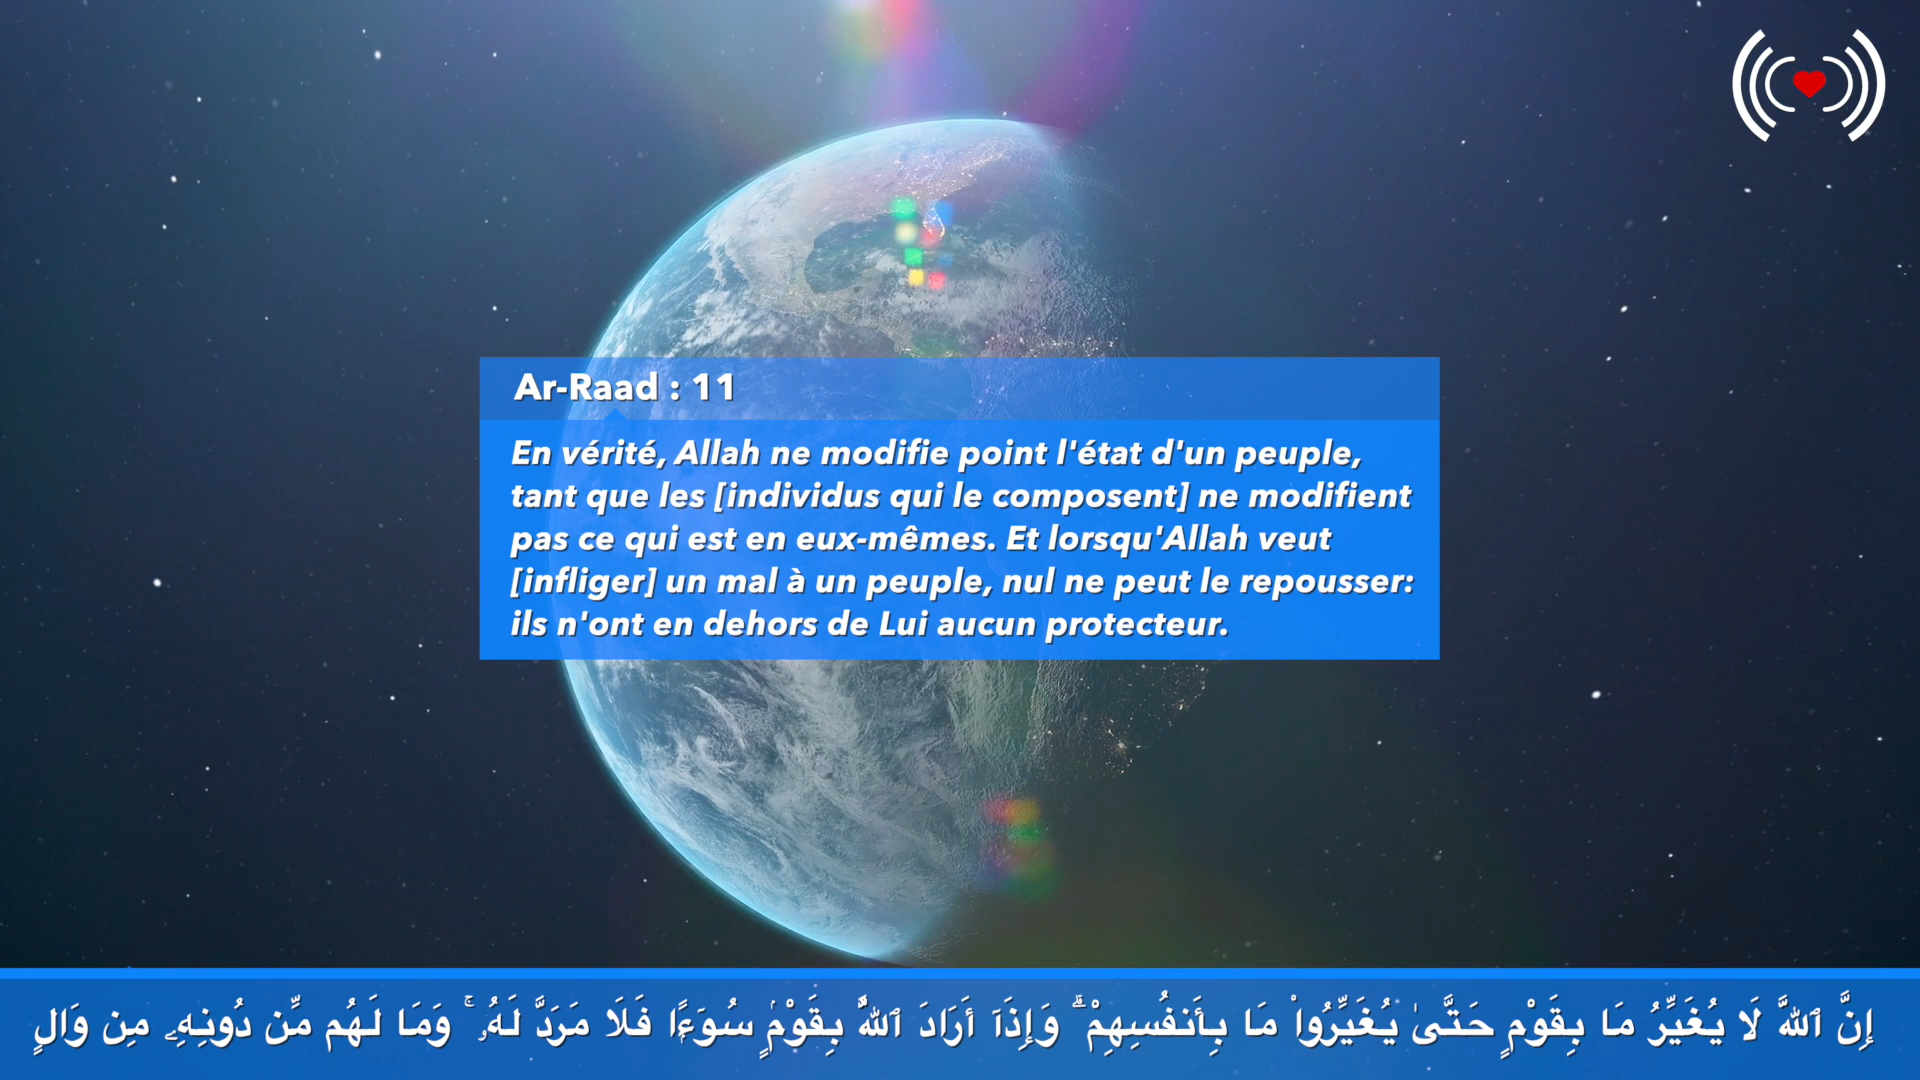 Ar-Raad : 11
En vérité, Allah ne modifie point l'état d'un peuple,
tant que les [individus qui le composent] ne modifient
pas ce qui est en eux-mêmes. Et lorsqu'Allah veut
[infliger] un mal à un peuple, nul ne peut le repousser:
ils n'ont en dehors de Lui aucun protecteur.
إِنَّ ٱللَّهَ لَا يُغَيِّرُ مَا بِقَوْمٍ حَتَّىٰ يُغَيِّرُوا۟ مَا بِأَنفُسِهِمْ ۗ وَإِذَآ أَرَادَ ٱللَّهُ بِقَوْمٍ سُوٓءًا فَلَا مَرَدَّ لَهُۥ ۚ وَمَا لَهُم مِّن دُونِهِۦ مِن وَالٍ